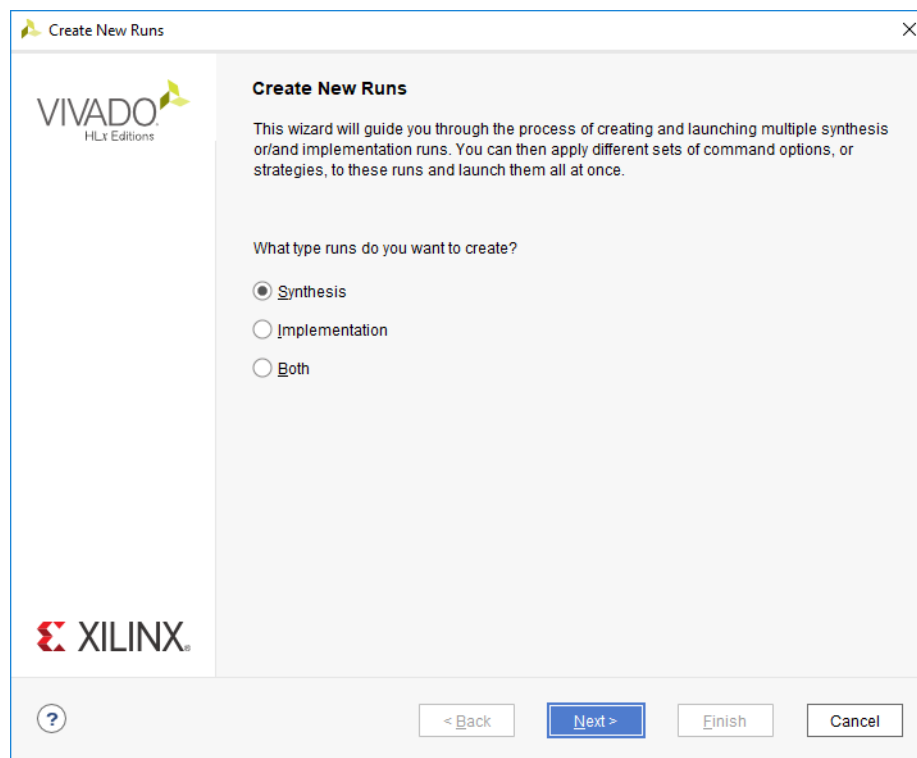 Create New Runs
VIVADO.
HLx Editions
Create New Runs
This wizard will guide you through the process of creating and launching multiple synthesis
or/and implementation runs. You can then apply different sets of command options, or
strategies, to these runs and launch them all at once.
What type runs do you want to create?
Synthesis
Implementation
Both
XILINX.
?
< Back
Next >
Finish
Cancel